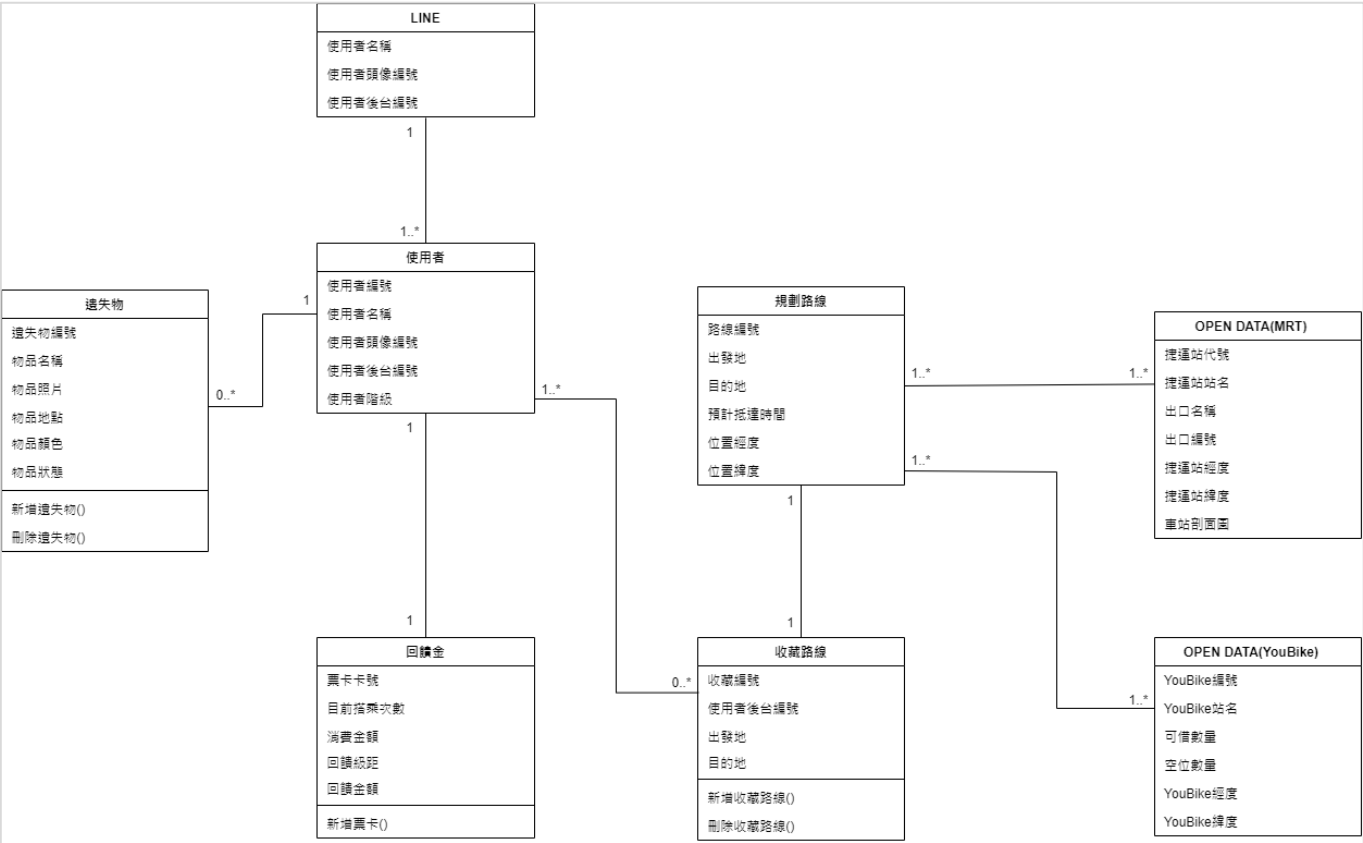 LINE
使用者名稱
使用者頭像編號
使用者後台編號
1
1..*
使用者
使用者編號
使用者名稱
使用者頭像編號
使用者後台編號
使用者階級
1
1..*
1
遺失物
遺失物編號
物品名稱
物品照片
物品地點
物品顏色
物品狀態
新增遺失物()
刪除遺失物()
0..*
規劃路線
路線編號
出發地
目的地
預計抵達時間
位置經度
位置緯度
1..*
1..*
1
OPEN DATA(MRT)
捷運站代號
捷運站站名
出口名稱
出口編號
捷運站經度
捷運站緯度
車站剖面圖
1..*
1
回饋金
票卡卡號
目前搭乘次數
消費金額
回饋級距
回饋金額
新增票卡()
1
0..*
收藏路線
收藏編號
使用者後台編號
出發地
目的地
新增收藏路線()
刪除收藏路線()
1..*
OPEN DATA(YouBike)
YouBike編號
YouBike站名
可借數量
空位數量
YouBike經度
YouBike緯度